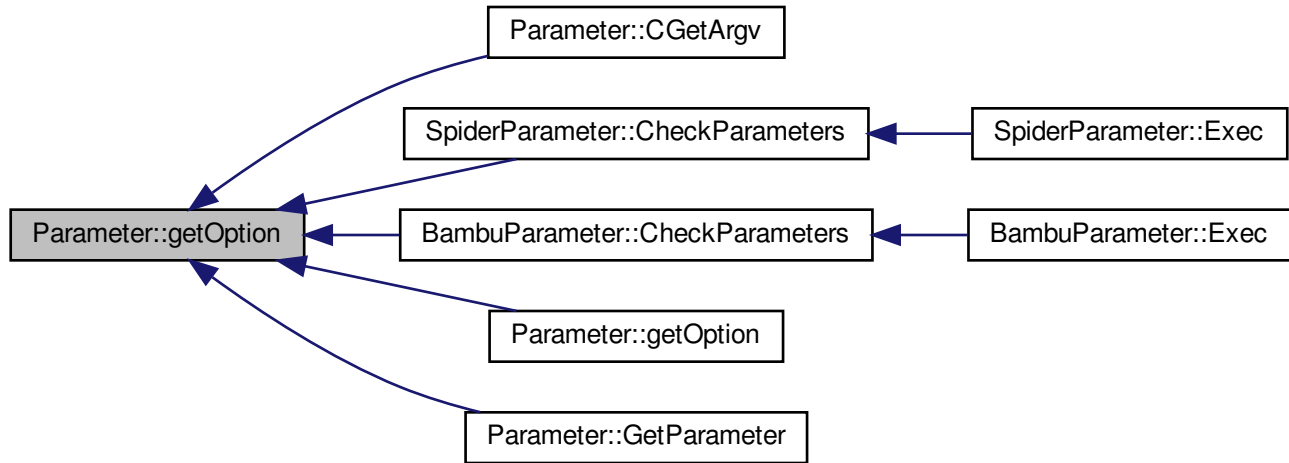 Parameter::CGetArgv
SpiderParameter::CheckParameters
SpiderParameter::Exec
Parameter::getOption
BambuParameter::CheckParameters
BambuParameter::Exec
Parameter::getOption
Parameter::GetParameter